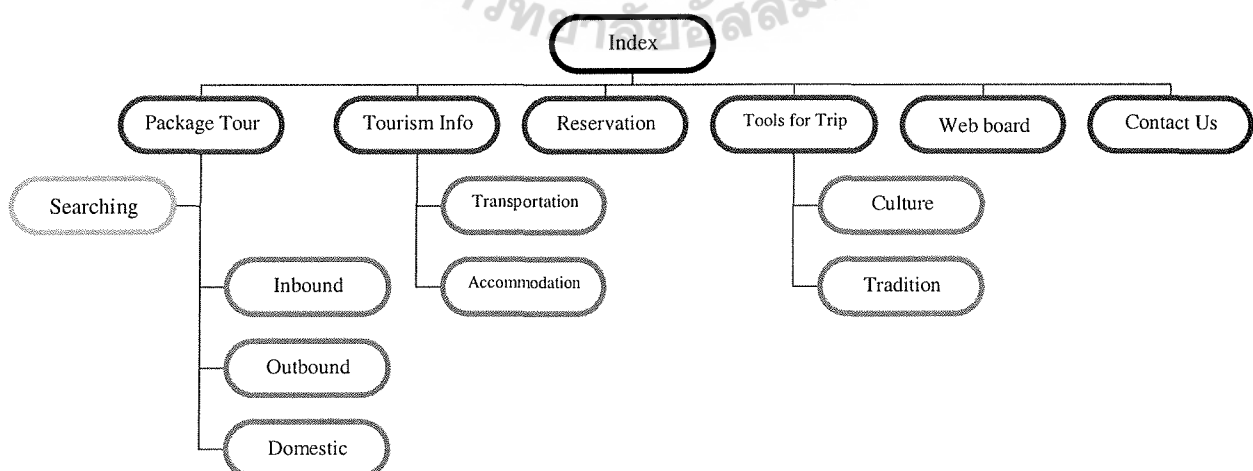 Index
Package Tour
Tourism Info
Reservation
Tools for Trip
Web board
Contact Us
Searching
Transportation
Culture
Inbound
Accommodation
Tradition
Outbound
Domestic